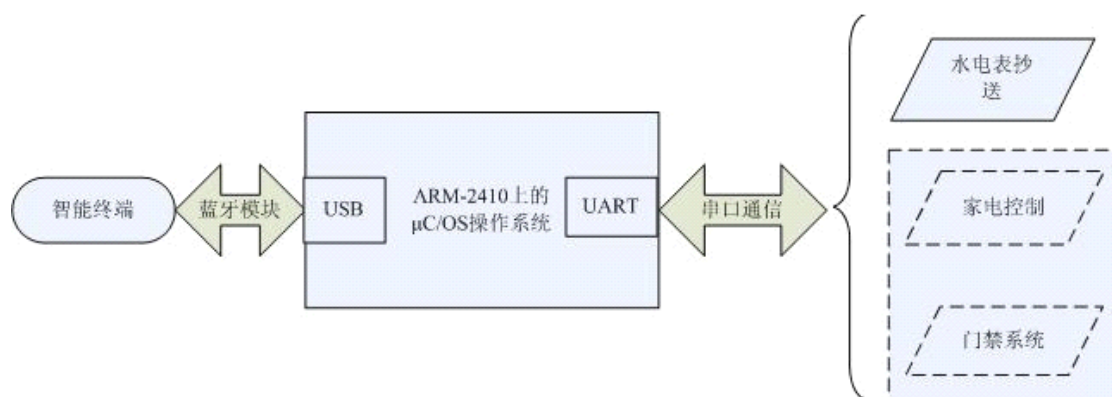 智能终端
蓝牙模块
USB
ARM-2410上的
μC/OS操作系统
UART
串口通信
水电表抄
送
家电控制
门禁系统